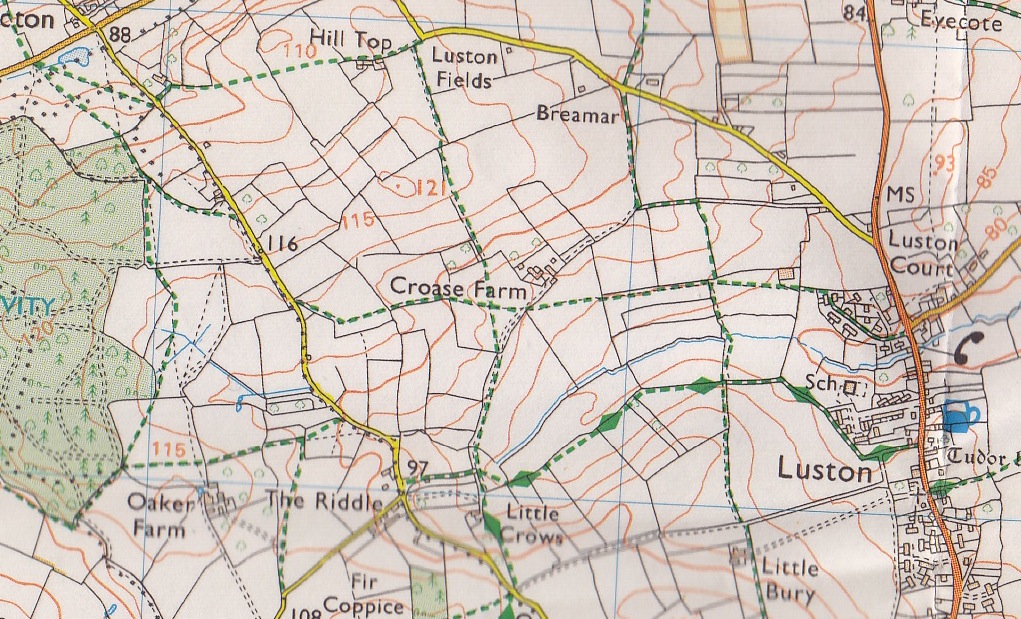 cton
88
84
Eyecote
110
Hill Top
Luston
Fields
Breamar
93
85
121
115
MS
116
80
Luston
Court
Croase Farm
VITY
120
Sch
115
97
Luston
Tudor
Oaker
Farm
The Riddle
Little
Crows
Fir
Coppice
108
Little
Bury